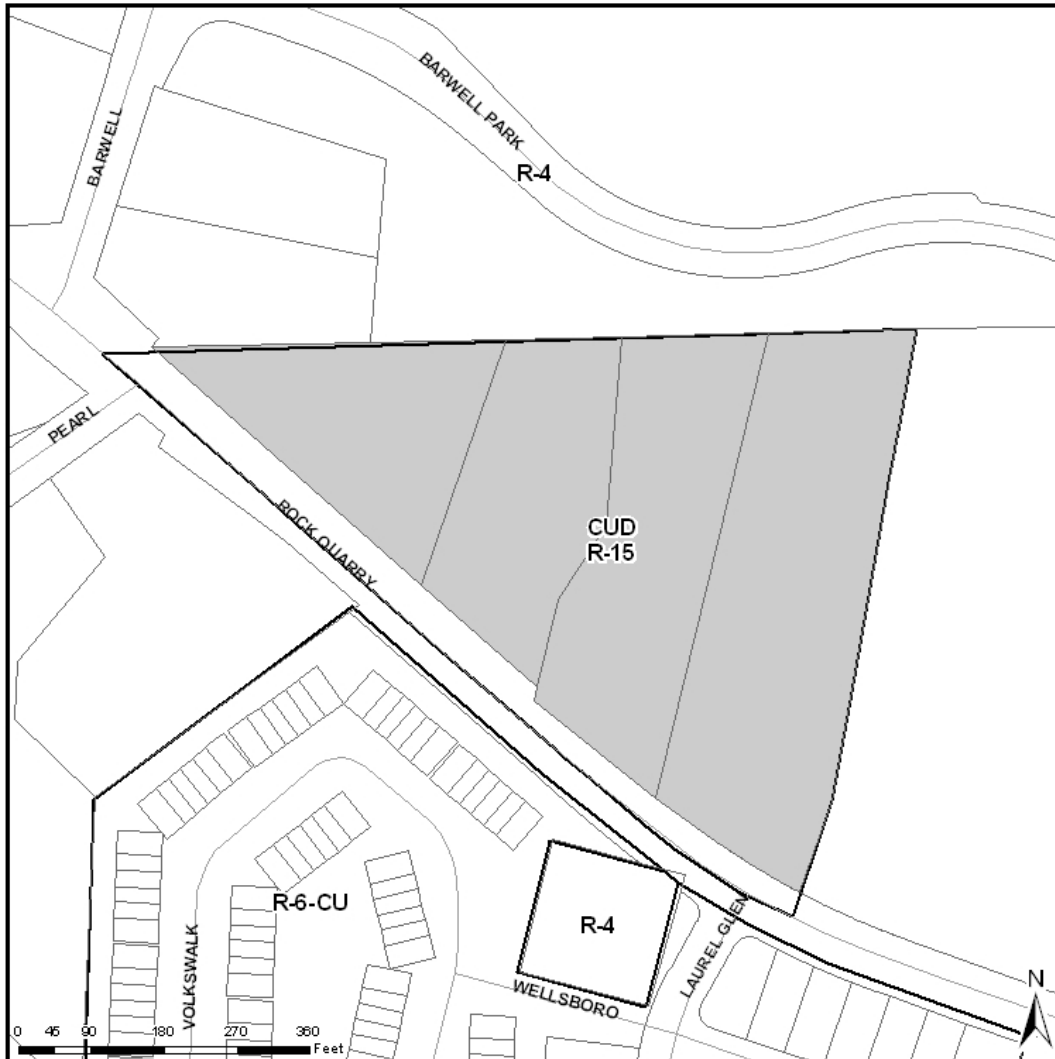 BARWELL PARK
BARWELL
R-4
PEARL
ROCK QUARRY
CUD
R-15
R-6-CU
R-4
VOLKSWALK
WELLSBORO
LAUREL GLEN
N
0 45 90 180 270 360
Feet